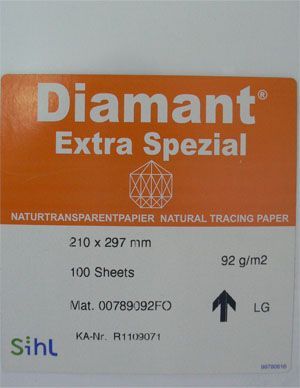 Diamant®
Extra Spezial
NATURTRANSPARENTPAPIER NATURAL TRACING PAPER
210 x 297 mm
92 g/m2
100 Sheets
Mat. 00789092FO
LG
KA-Nr. R1109071
Sihl